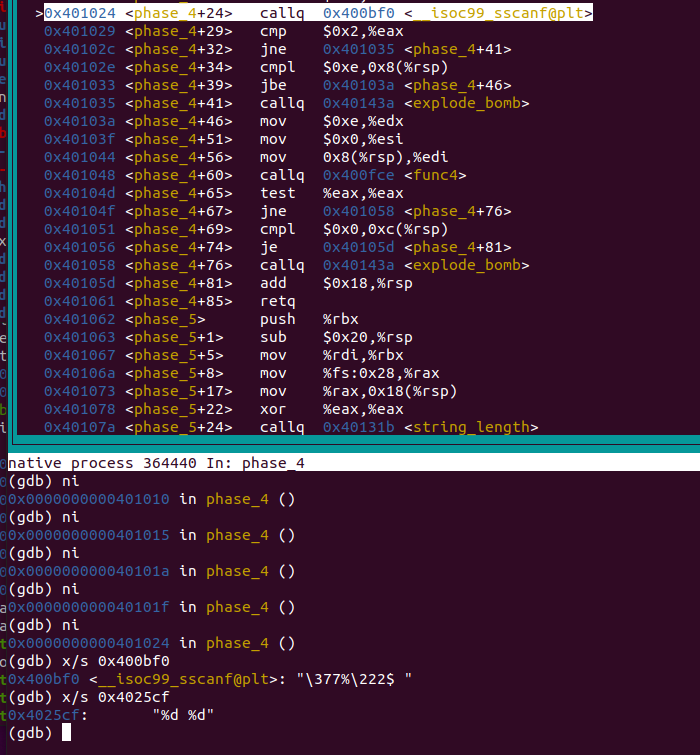 >0x401024 <phase_4+24> callq 0x400bf0 <__isoc99_sscanf@plt>
0x401029 <phase_4+29> cmp $0x2,%eax
0x40102c <phase_4+32> jne 0x401035 <phase_4+41>
0x40102e <phase_4+34> cmpl $0xe,0x8(%rsp)
0x401033 <phase_4+39> jbe 0x40103a <phase_4+46>
0x401035 <phase_4+41> callq 0x40143a <explode_bomb>
0x40103a <phase_4+46> mov $0xe,%edx
0x40103f <phase_4+51> mov $0x0,%esi
0x401044 <phase_4+56> mov 0x8(%rsp),%edi
0x401048 <phase_4+60> callq 0x400fce <func4>
0x40104d <phase_4+65> test %eax,%eax
0x40104f <phase_4+67> jne 0x401058 <phase_4+76>
0x401051 <phase_4+69> cmpl $0x0,0xc(%rsp)
0x401056 <phase_4+74> je 0x40105d <phase_4+81>
0x401058 <phase_4+76> callq 0x40143a <explode_bomb>
0x40105d <phase_4+81> add $0x18,%rsp
0x401061 <phase_4+85> retq
0x401062 <phase_5> push %rbx
0x401063 <phase_5+1> sub $0x20,%rsp
0x401067 <phase_5+5> mov %rdi,%rbx
0x40106a <phase_5+8> mov %fs:0x28,%rax
0x401073 <phase_5+17> mov %rax,0x18(%rsp)
0x401078 <phase_5+22> xor %eax,%eax
0x40107a <phase_5+24> callq 0x40131b <string_length>
native process 364440 In: phase_4
(gdb) ni
0x0000000000401010 in phase_4 ()
(gdb) ni
0x0000000000401015 in phase_4 ()
(gdb) ni
0x000000000040101a in phase_4 ()
(gdb) ni
0x000000000040101f in phase_4 ()
(gdb) ni
0x0000000000401024 in phase_4 ()
(gdb) x/s 0x400bf0
0x400bf0 <__isoc99_sscanf@plt>: "\377%\222$ "
(gdb) x/s 0x4025cf
0x4025cf: "%d %d"
(gdb)